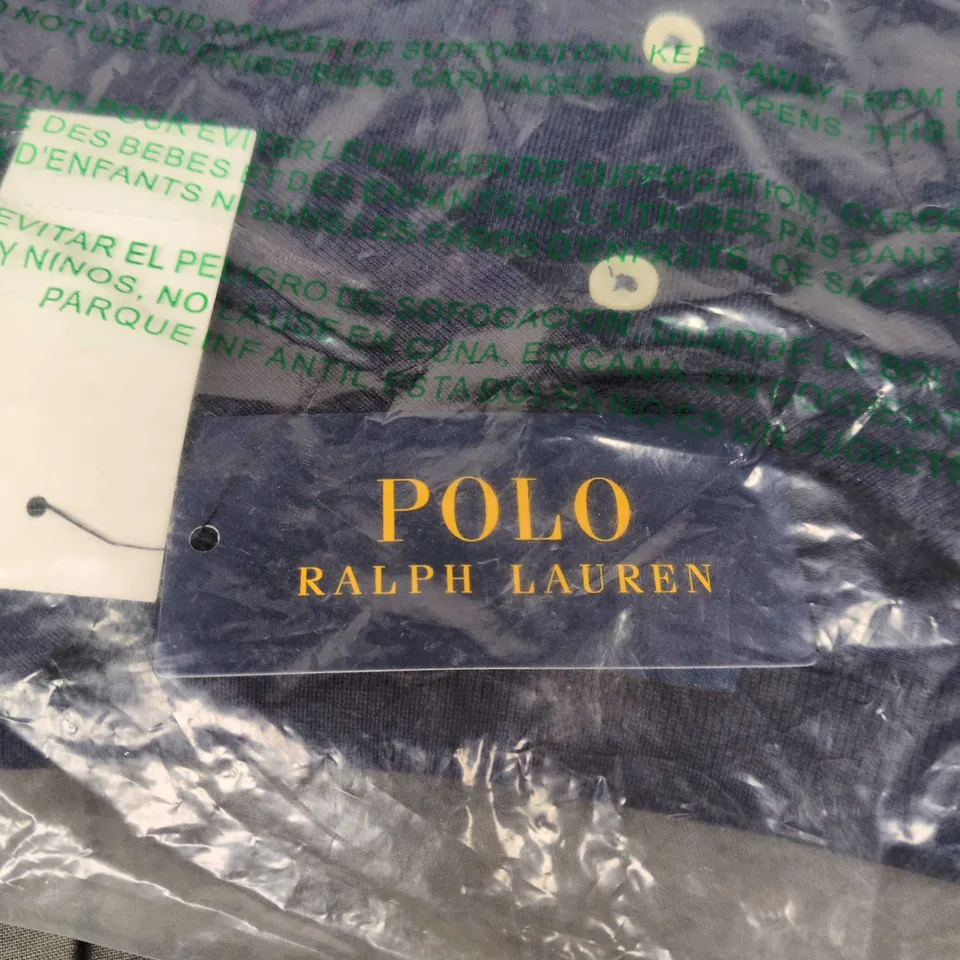 TO AVOID DANGER OF SUFFOCATION. KEEP AWAY FROM
NOT USE IN CRIBS, BEDS, CARRIAGES OR PLAYPENS. THIS
MENT POUR EVITER LE DANGER DE SUFFOCATION, GARDE
DES BEBES ET DES ENFANTS NE L'UTILISEZ PAS DANS
D'ENFANTS NI DANS LES PARCS D'ENFANTS. CE SAC N'E
EVITAR EL PELIGRO DE SOFOCACION, GUARDE LA BOLS
Y NINOS, NO LA USE EN CUNA, EN CAMA, EN
PARQUE INFANTIL ESTA BOLSA NO ES UN JUGUETE
POLO
RALPH LAUREN